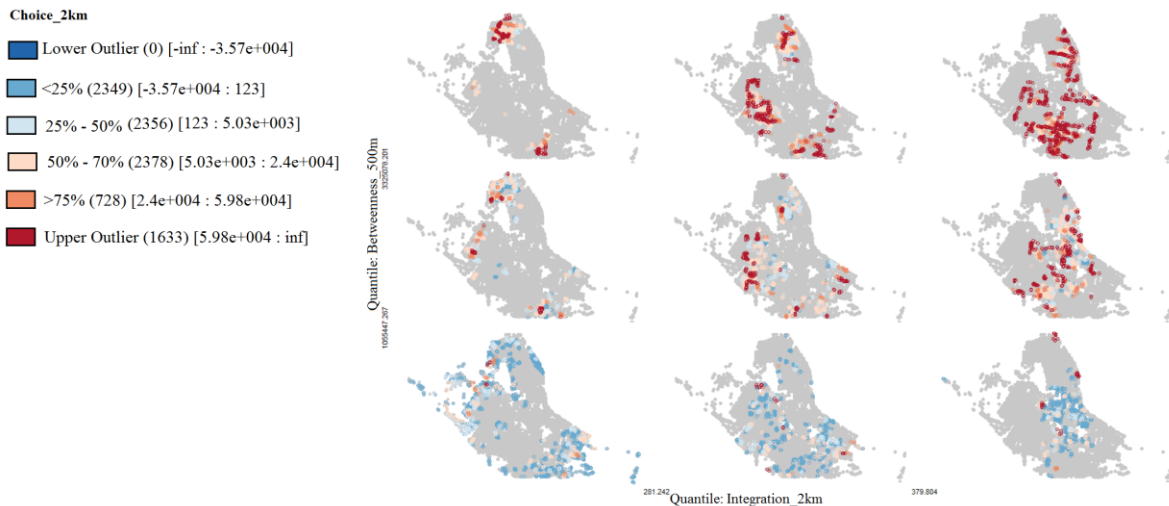 Choice_2km
Lower Outlier (0) [-inf : -3.57e+004]
<25% (2349) [-3.57e+004 : 123]
25% - 50% (2356) [123 : 5.03e+003]
50% - 70% (2378) [5.03e+003 : 2.4e+004]
>75% (728) [2.4e+004 : 5.98e+004]
Upper Outlier (1633) [5.98e+004 : inf]
Quantile: Betweenness_500m
3325079.201
1055447.267
281.242
379.804
Quantile: Integration_2km